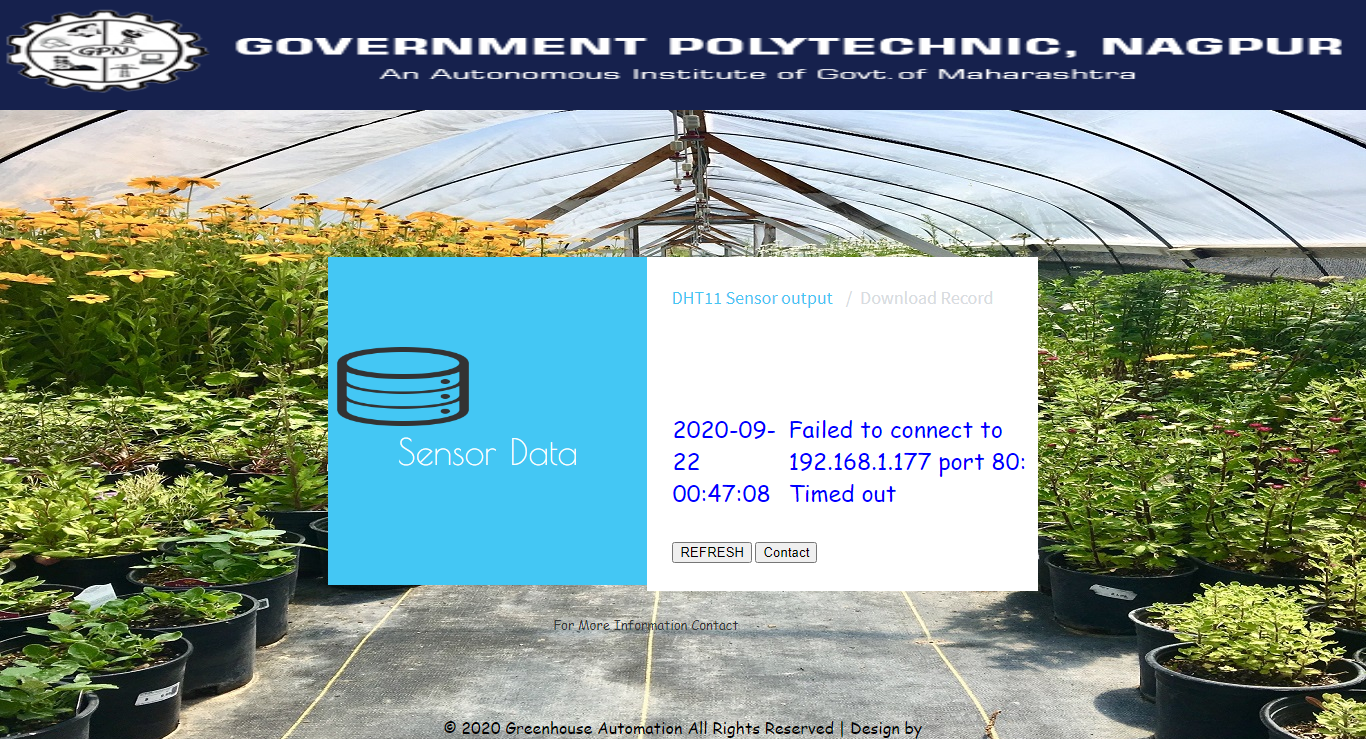 GPN
GOVERNMENT POLYTECHNIC, NAGPUR
An Autonomous Institute of Govt. of Maharashtra
Sensor Data
DHT11 Sensor output / Download Record
2020-09-
22
00:47:08
Failed to connect to
192.168.1.177 port 80:
Timed out
REFRESH Contact
For More Information Contact
© 2020 Greenhouse Automation All Rights Reserved | Design by